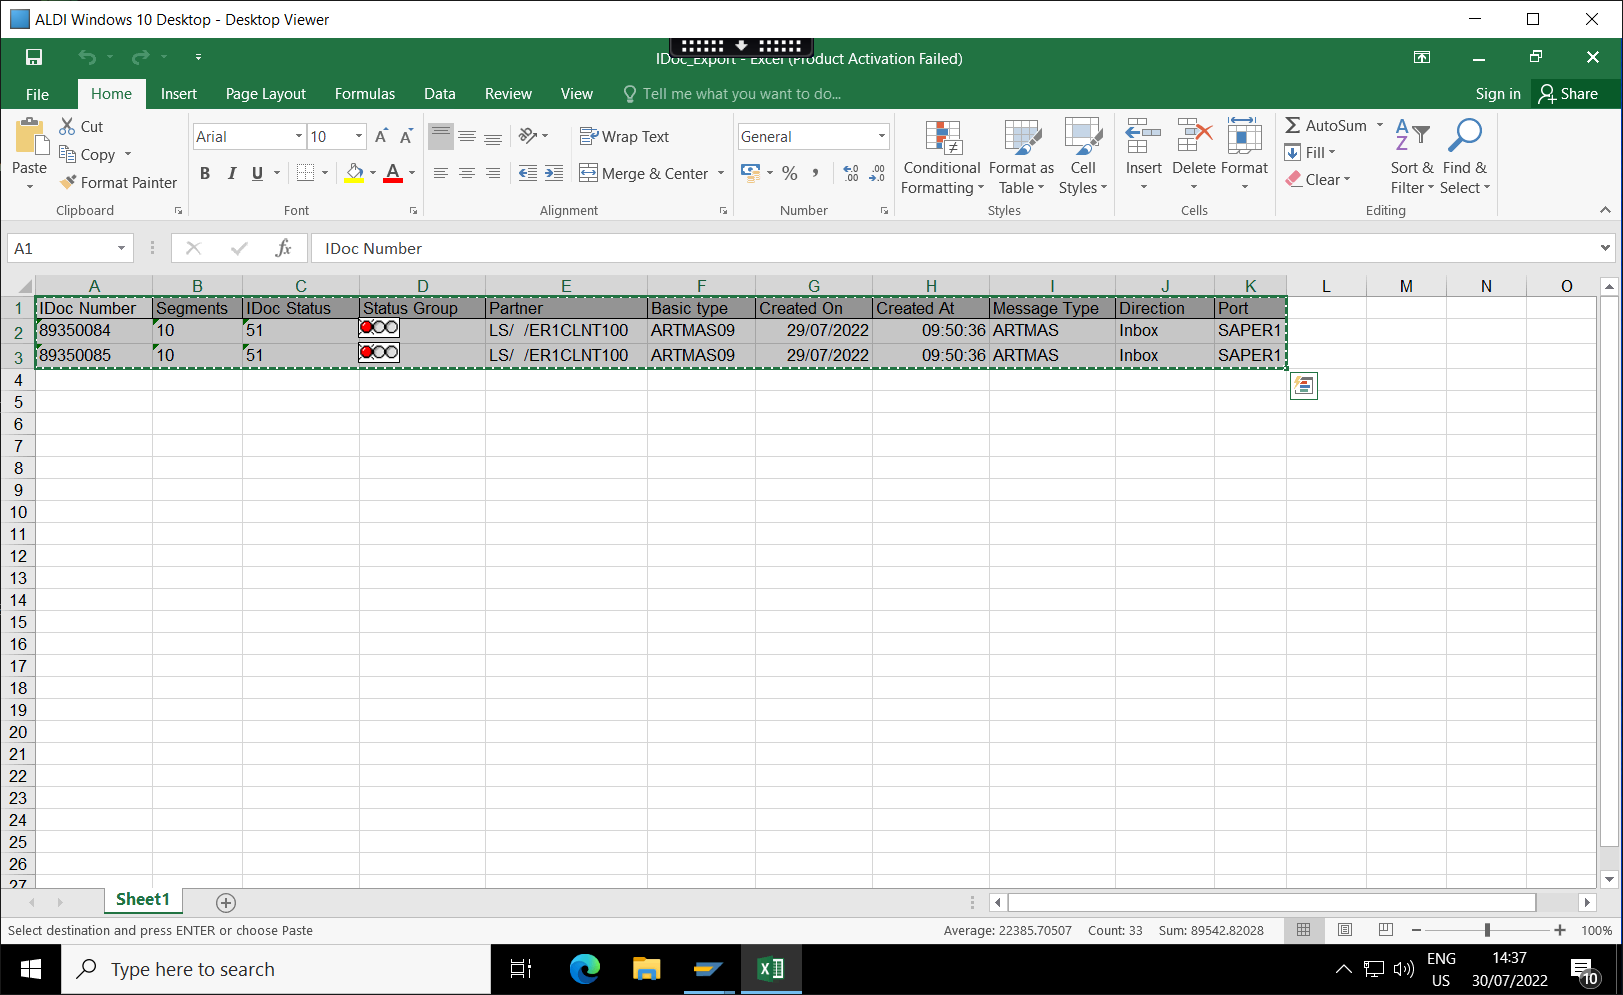 ALDI Windows 10 Desktop - Desktop Viewer
IDoc_Export - Excel (Product Activation Failed)
File Home Insert Page Layout Formulas Data Review View Tell me what you want to do... Sign in Share
Paste Cut Copy Format Painter
Arial 10 B I U A
Wrap Text Merge & Center
General %
Conditional Formatting Format as Table Cell Styles
Insert Delete Format
AutoSum Fill Clear Sort & Filter Find & Select
Clipboard Font Alignment Number Styles Cells Editing
A1 fx IDoc Number
A B C D E F G H I J K L M N O
1 IDoc Number Segments IDoc Status Status Group Partner Basic type Created On Created At Message Type Direction Port
2 89350084 10 51 LS/ /ER1CLNT100 ARTMAS09 29/07/2022 09:50:36 ARTMAS Inbox SAPER1
3 89350085 10 51 LS/ /ER1CLNT100 ARTMAS09 29/07/2022 09:50:36 ARTMAS Inbox SAPER1
4
5
6
7
8
9
10
11
12
13
14
15
16
17
18
19
20
21
22
23
24
25
26
27
Sheet1
Select destination and press ENTER or choose Paste Average: 22385.70507 Count: 33 Sum: 89542.82028 100%
Type here to search
ENG 14:37
US 30/07/2022 10